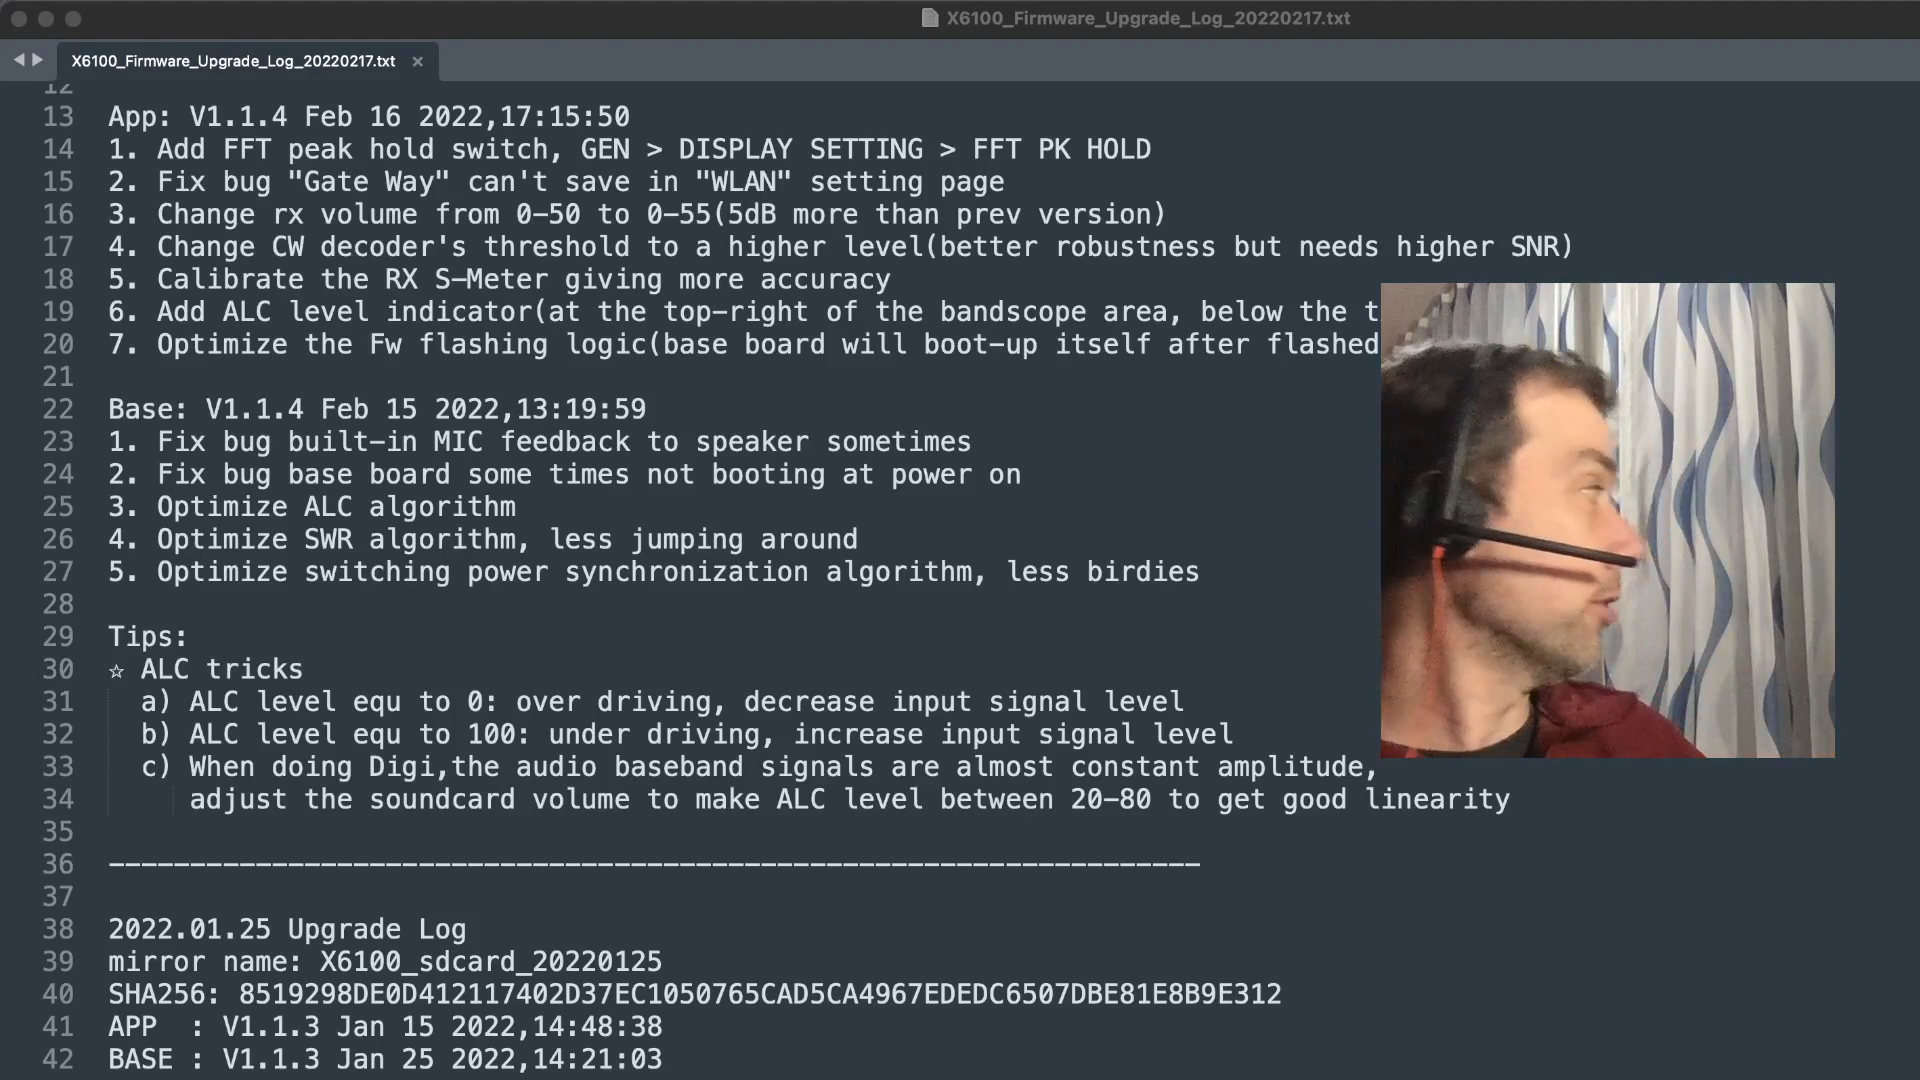 X6100_Firmware_Upgrade_Log_20220217.txt
X6100_Firmware_Upgrade_Log_20220217.txt ×
12
13 App: V1.1.4 Feb 16 2022,17:15:50
14 1. Add FFT peak hold switch, GEN > DISPLAY SETTING > FFT PK HOLD
15 2. Fix bug "Gate Way" can't save in "WLAN" setting page
16 3. Change rx volume from 0-50 to 0-55(5dB more than prev version)
17 4. Change CW decoder's threshold to a higher level(better robustness but needs higher SNR)
18 5. Calibrate the RX S-Meter giving more accuracy
19 6. Add ALC level indicator(at the top-right of the bandscope area, below the t
20 7. Optimize the Fw flashing logic(base board will boot-up itself after flashed
21
22 Base: V1.1.4 Feb 15 2022,13:19:59
23 1. Fix bug built-in MIC feedback to speaker sometimes
24 2. Fix bug base board some times not booting at power on
25 3. Optimize ALC algorithm
26 4. Optimize SWR algorithm, less jumping around
27 5. Optimize switching power synchronization algorithm, less birdies
28
29 Tips:
30 ☆ ALC tricks
31 a) ALC level equ to 0: over driving, decrease input signal level
32 b) ALC level equ to 100: under driving, increase input signal level
33 c) When doing Digi,the audio baseband signals are almost constant amplitude,
34 adjust the soundcard volume to make ALC level between 20-80 to get good linearity
35
36 -------------------------------------------------------------------
37
38 2022.01.25 Upgrade Log
39 mirror name: X6100_sdcard_20220125
40 SHA256: 8519298DE0D412117402D37EC1050765CAD5CA4967EDEDC6507DBE81E8B9E312
41 APP : V1.1.3 Jan 15 2022,14:48:38
42 BASE : V1.1.3 Jan 25 2022,14:21:03